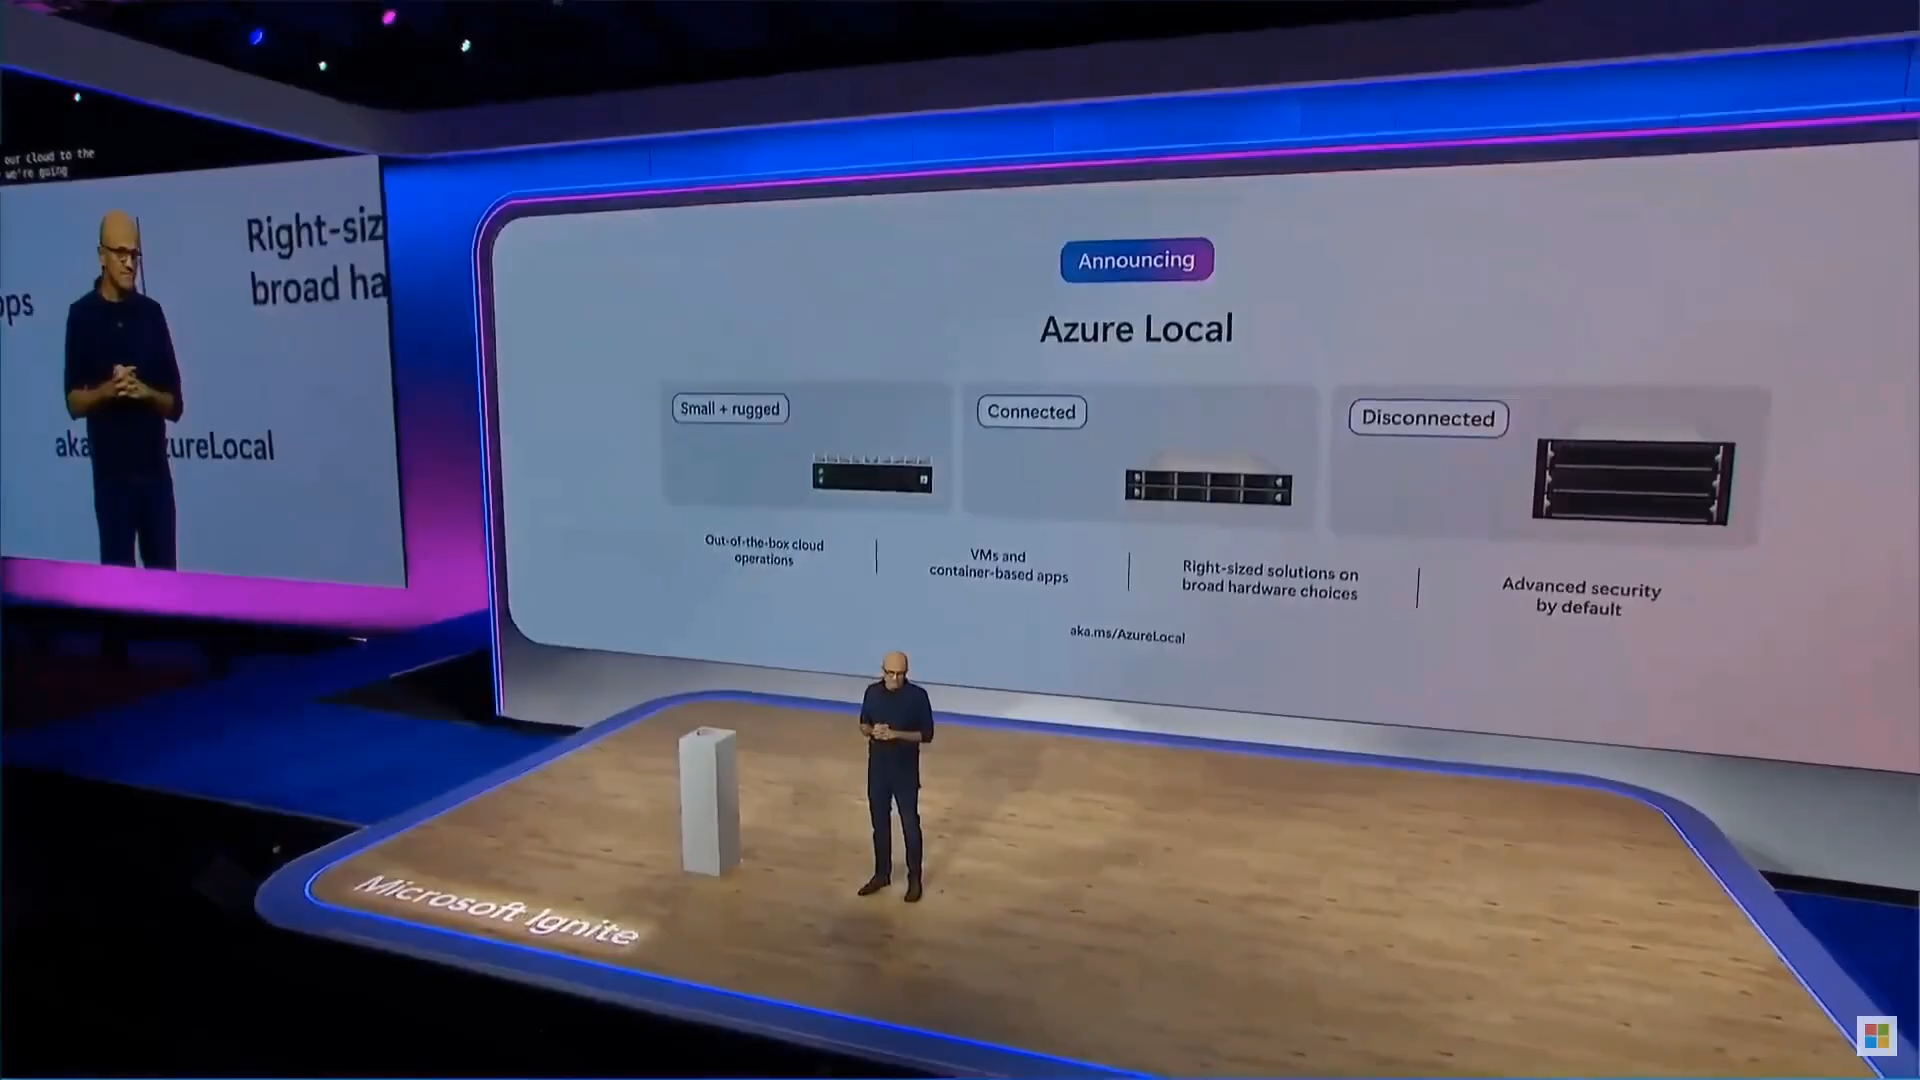 our cloud to the
we're going
Right-siz
broad ha
ops
aka
zureLocal
Announcing
Azure Local
Small + rugged
Connected
Disconnected
Out-of-the-box cloud
operations
VMs and
container-based apps
Right-sized solutions on
broad hardware choices
Advanced security
by default
aka.ms/AzureLocal
Microsoft Ignite